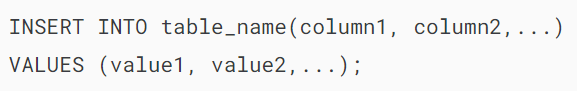 INSERT INTO table_name(column1, column2,...)
VALUES (value1, value2,...);